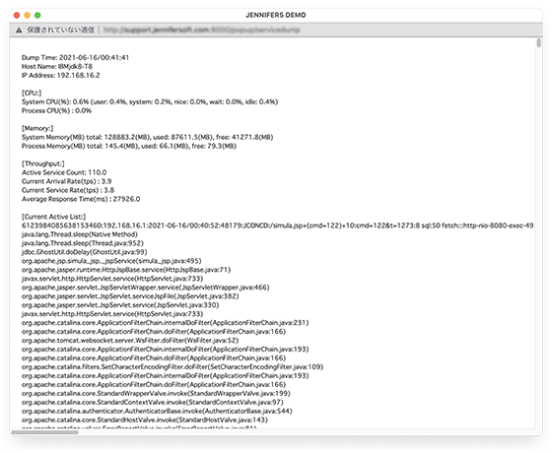 JENNIFERS DEMO
保護されていない通信
Dump Time: 2021-06-16/00:41:41
Host Name: IBMjdk8-T8
IP Address: 192.168.16.2
[CPU:]
System CPU(%): 0.6% (user: 0.4%, system: 0.2%, nice: 0.0%, wait: 0.0%, idle: 0.4%)
Process CPU(%) : 0.0%
[Memory:]
System Memory(MB) total: 128883.2(MB), used: 87611.5(MB), free: 41271.8(MB)
Process Memory(MB) total: 145.4(MB), used: 66.1(MB), free: 79.3(MB)
[Throughput:]
Active Service Count: 110.0
Current Arrival Rate(tps) : 3.9
Current Service Rate(tps) : 3.8
Average Response Time(ms) : 27926.0
[Current Active List:]
6123984085638153460:192.168.16.1:2021-06-16/00:40:52:48179:JC0NCD:/simula.jsp+(cmd=122)+10:cmd=122&t=1273:8 sql:50 fetch::http-nio-8080-exec-49
java.lang.Thread.sleep(Native Method)
java.lang.Thread.sleep(Thread.java:952)
jdbc.GhostUtil.doDelay(GhostUtil.java:99)
org.apache.jsp.simula_jsp._jspService(simula_jsp.java:495)
org.apache.jasper.runtime.HttpJspBase.service(HttpJspBase.java:71)
javax.servlet.http.HttpServlet.service(HttpServlet.java:733)
org.apache.jasper.servlet.JspServletWrapper.service(JspServletWrapper.java:466)
org.apache.jasper.servlet.JspServlet.serviceJspFile(JspServlet.java:382)
org.apache.jasper.servlet.JspServlet.service(JspServlet.java:330)
javax.servlet.http.HttpServlet.service(HttpServlet.java:733)
org.apache.catalina.core.ApplicationFilterChain.internalDoFilter(ApplicationFilterChain.java:231)
org.apache.catalina.core.ApplicationFilterChain.doFilter(ApplicationFilterChain.java:166)
org.apache.tomcat.websocket.server.WsFilter.doFilter(WsFilter.java:52)
org.apache.catalina.core.ApplicationFilterChain.internalDoFilter(ApplicationFilterChain.java:193)
org.apache.catalina.core.ApplicationFilterChain.doFilter(ApplicationFilterChain.java:166)
org.apache.catalina.filters.SetCharacterEncodingFilter.doFilter(SetCharacterEncodingFilter.java:109)
org.apache.catalina.core.ApplicationFilterChain.internalDoFilter(ApplicationFilterChain.java:193)
org.apache.catalina.core.ApplicationFilterChain.doFilter(ApplicationFilterChain.java:166)
org.apache.catalina.core.StandardWrapperValve.invoke(StandardWrapperValve.java:199)
org.apache.catalina.core.StandardContextValve.invoke(StandardContextValve.java:97)
org.apache.catalina.authenticator.AuthenticatorBase.invoke(AuthenticatorBase.java:544)
org.apache.catalina.core.StandardHostValve.invoke(StandardHostValve.java:143)